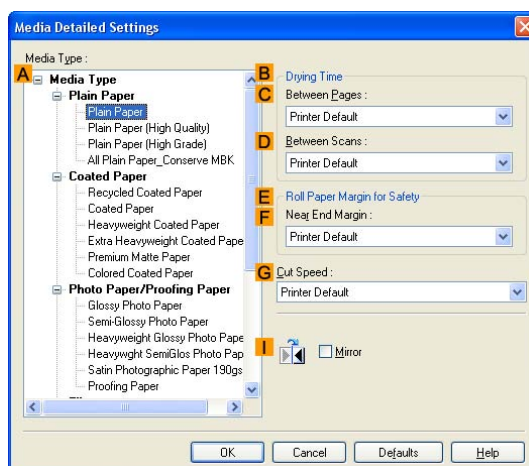 Media Detailed Settings
Media Type :
A
Media Type
Plain Paper
Plain Paper
Plain Paper (High Quality)
Plain Paper (High Grade)
All Plain Paper_Conserve MBK
Coated Paper
Recycled Coated Paper
Coated Paper
Heavyweight Coated Paper
Extra Heavyweight Coated Pape
Premium Matte Paper
Colored Coated Paper
Photo Paper/Proofing Paper
Glossy Photo Paper
Semi-Glossy Photo Paper
Heavyweight Glossy Photo Pape
Heavywght SemiGlos Photo Pap
Satin Photographic Paper 190gs
Proofing Paper
B Drying Time
C Between Pages :
Printer Default
D Between Scans :
Printer Default
E Roll Paper Margin for Safety
F Near End Margin :
Printer Default
G Cut Speed :
Printer Default
I Mirror
OK Cancel Defaults Help